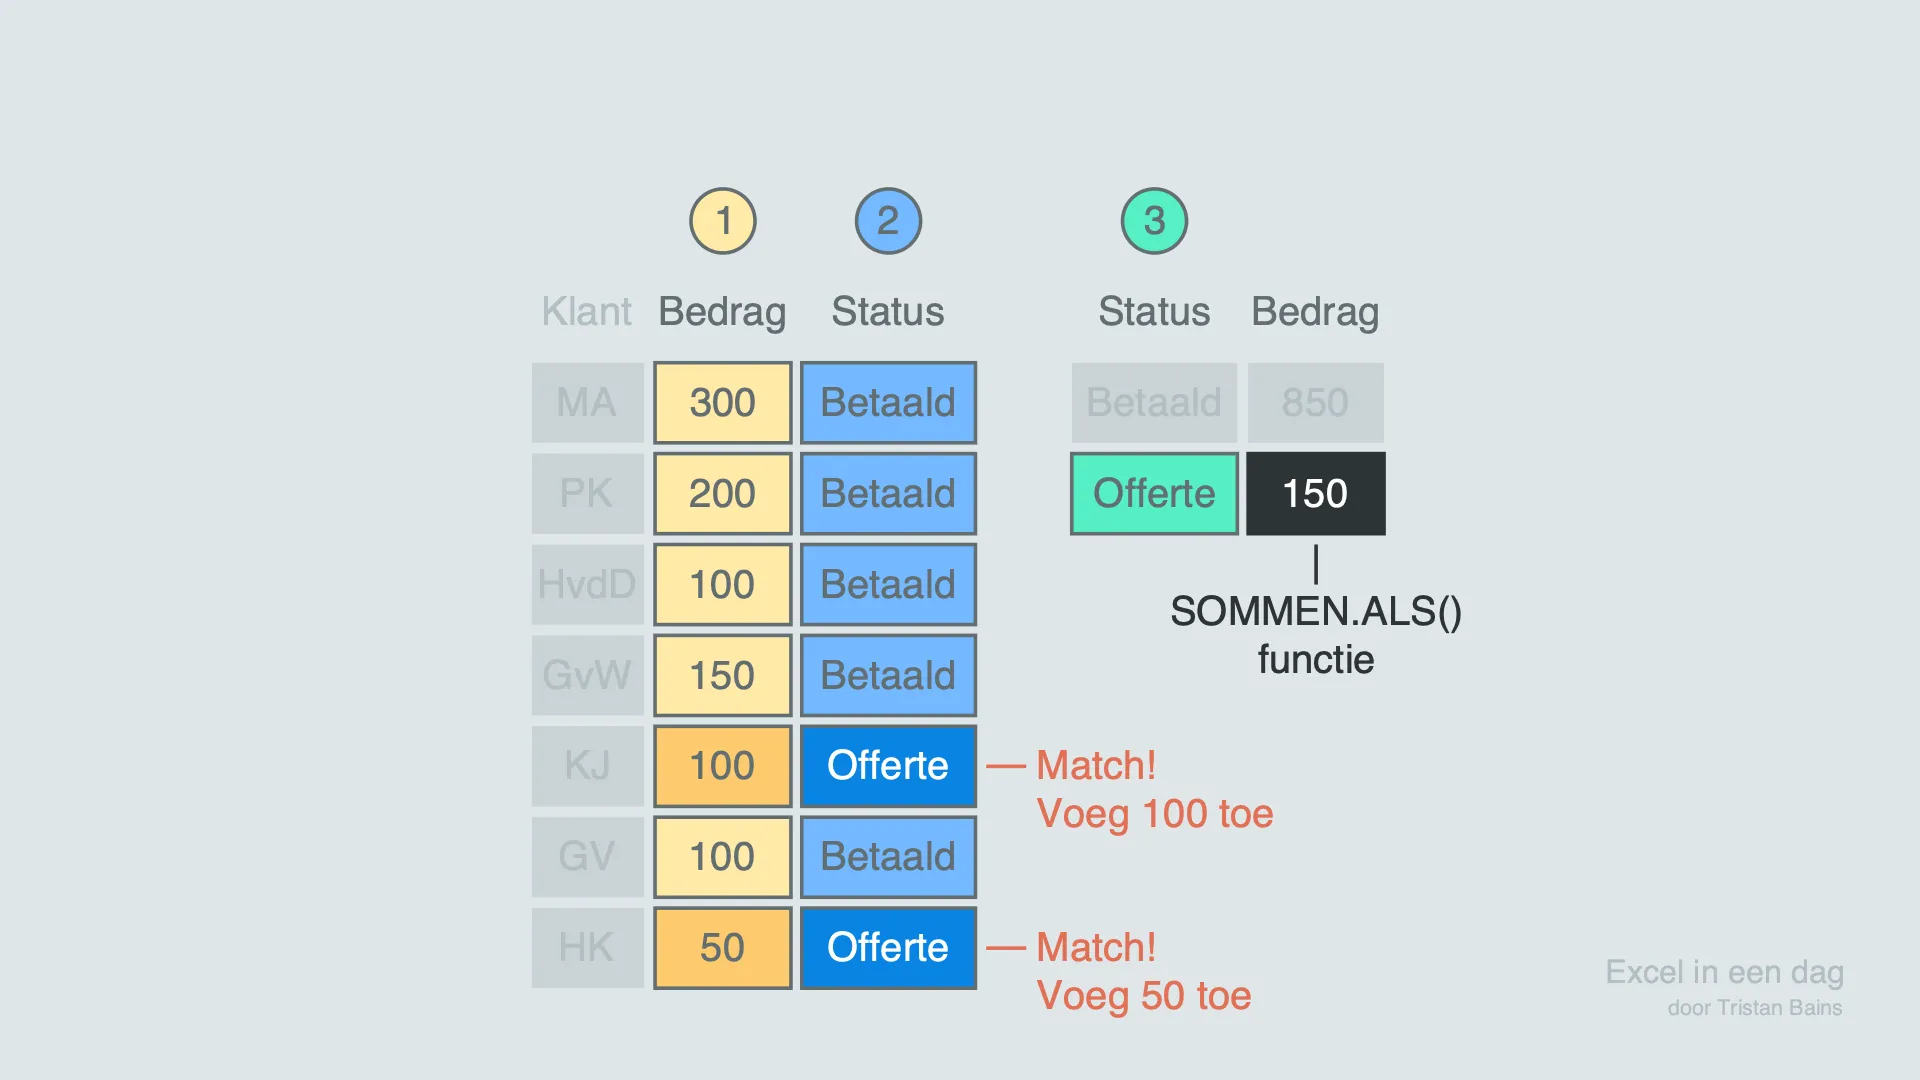 1 2 3
Klant Bedrag Status Status Bedrag
MA 300 Betaald Betaald 850
PK 200 Betaald Offerte 150
HvdD 100 Betaald
SOMMEN.ALS()
functie
GvW 150 Betaald
KJ 100 Offerte Match!
Voeg 100 toe
GV 100 Betaald
HK 50 Offerte Match!
Voeg 50 toe
Excel in een dag
door Tristan Bains